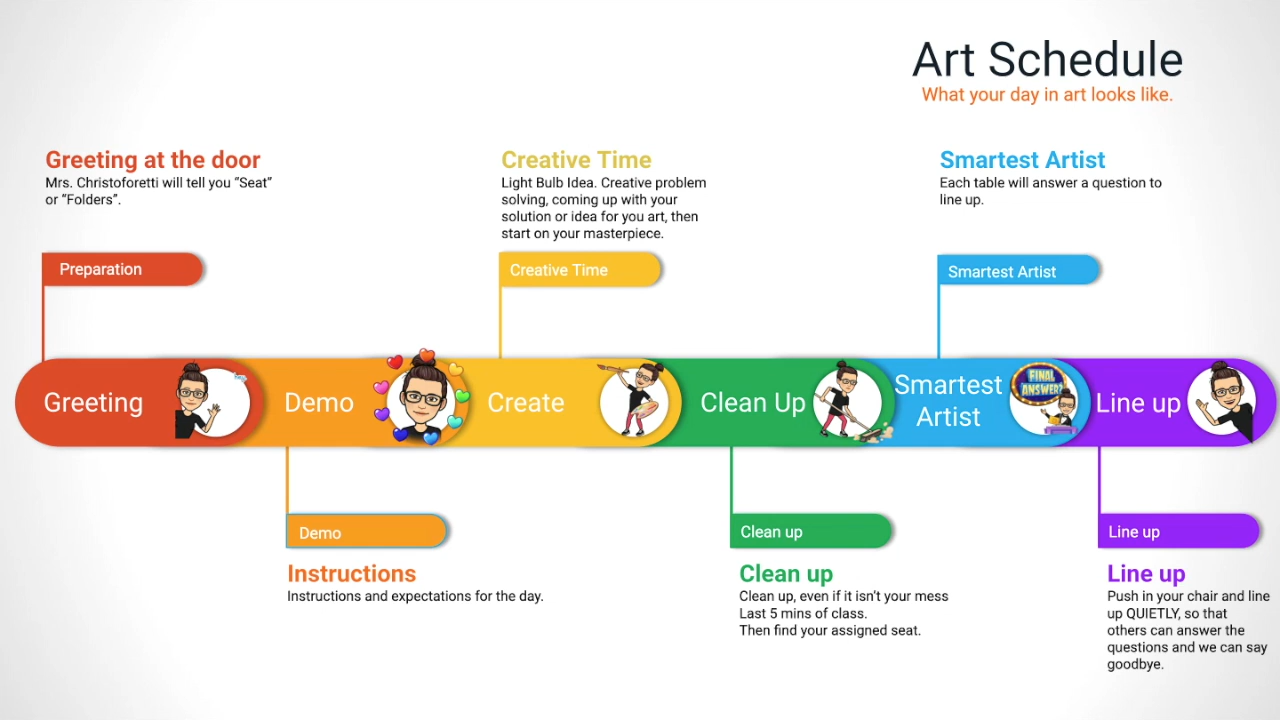 Art Schedule
What your day in art looks like.
Greeting at the door
Mrs. Christoforetti will tell you “Seat”
or “Folders”.
Preparation
Creative Time
Light Bulb Idea. Creative problem
solving, coming up with your
solution or idea for you art, then
start on your masterpiece.
Creative Time
Smartest Artist
Each table will answer a question to
line up.
Smartest Artist
Greeting
Demo
Create
Clean Up
Smartest
Artist
FINAL
ANSWER?
Line up
Demo
Instructions
Instructions and expectations for the day.
Clean up
Clean up
Clean up, even if it isn't your mess
Last 5 mins of class.
Then find your assigned seat.
Line up
Line up
Push in your chair and line
up QUIETLY, so that
others can answer the
questions and we can say
goodbye.